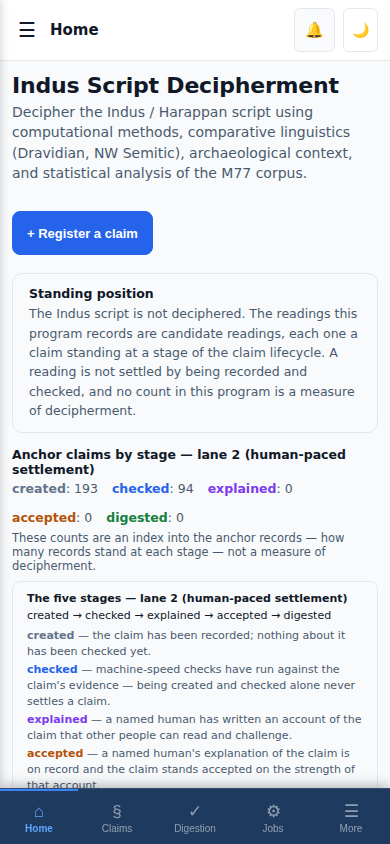 ☰ Home 🔔 🌙
Indus Script Decipherment
Decipher the Indus / Harappan script using
computational methods, comparative linguistics
(Dravidian, NW Semitic), archaeological context,
and statistical analysis of the M77 corpus.
+ Register a claim
Standing position
The Indus script is not deciphered. The readings this
program records are candidate readings, each one a
claim standing at a stage of the claim lifecycle. A
reading is not settled by being recorded and
checked, and no count in this program is a measure
of decipherment.
Anchor claims by stage — lane 2 (human-paced
settlement)
created: 193 checked: 94 explained: 0
accepted: 0 digested: 0
These counts are an index into the anchor records — how
many records stand at each stage — not a measure of
decipherment.
The five stages — lane 2 (human-paced settlement)
created → checked → explained → accepted → digested
created — the claim has been recorded; nothing about it
has been checked yet.
checked — machine-speed checks have run against the
claim's evidence — being created and checked alone never
settles a claim.
explained — a named human has written an account of the
claim that other people can read and challenge.
accepted — a named human's explanation of the claim is
on record and the claim stands accepted on the strength of
that account.
⌂ § ✓ ⚙ ☰
Home Claims Digestion Jobs More